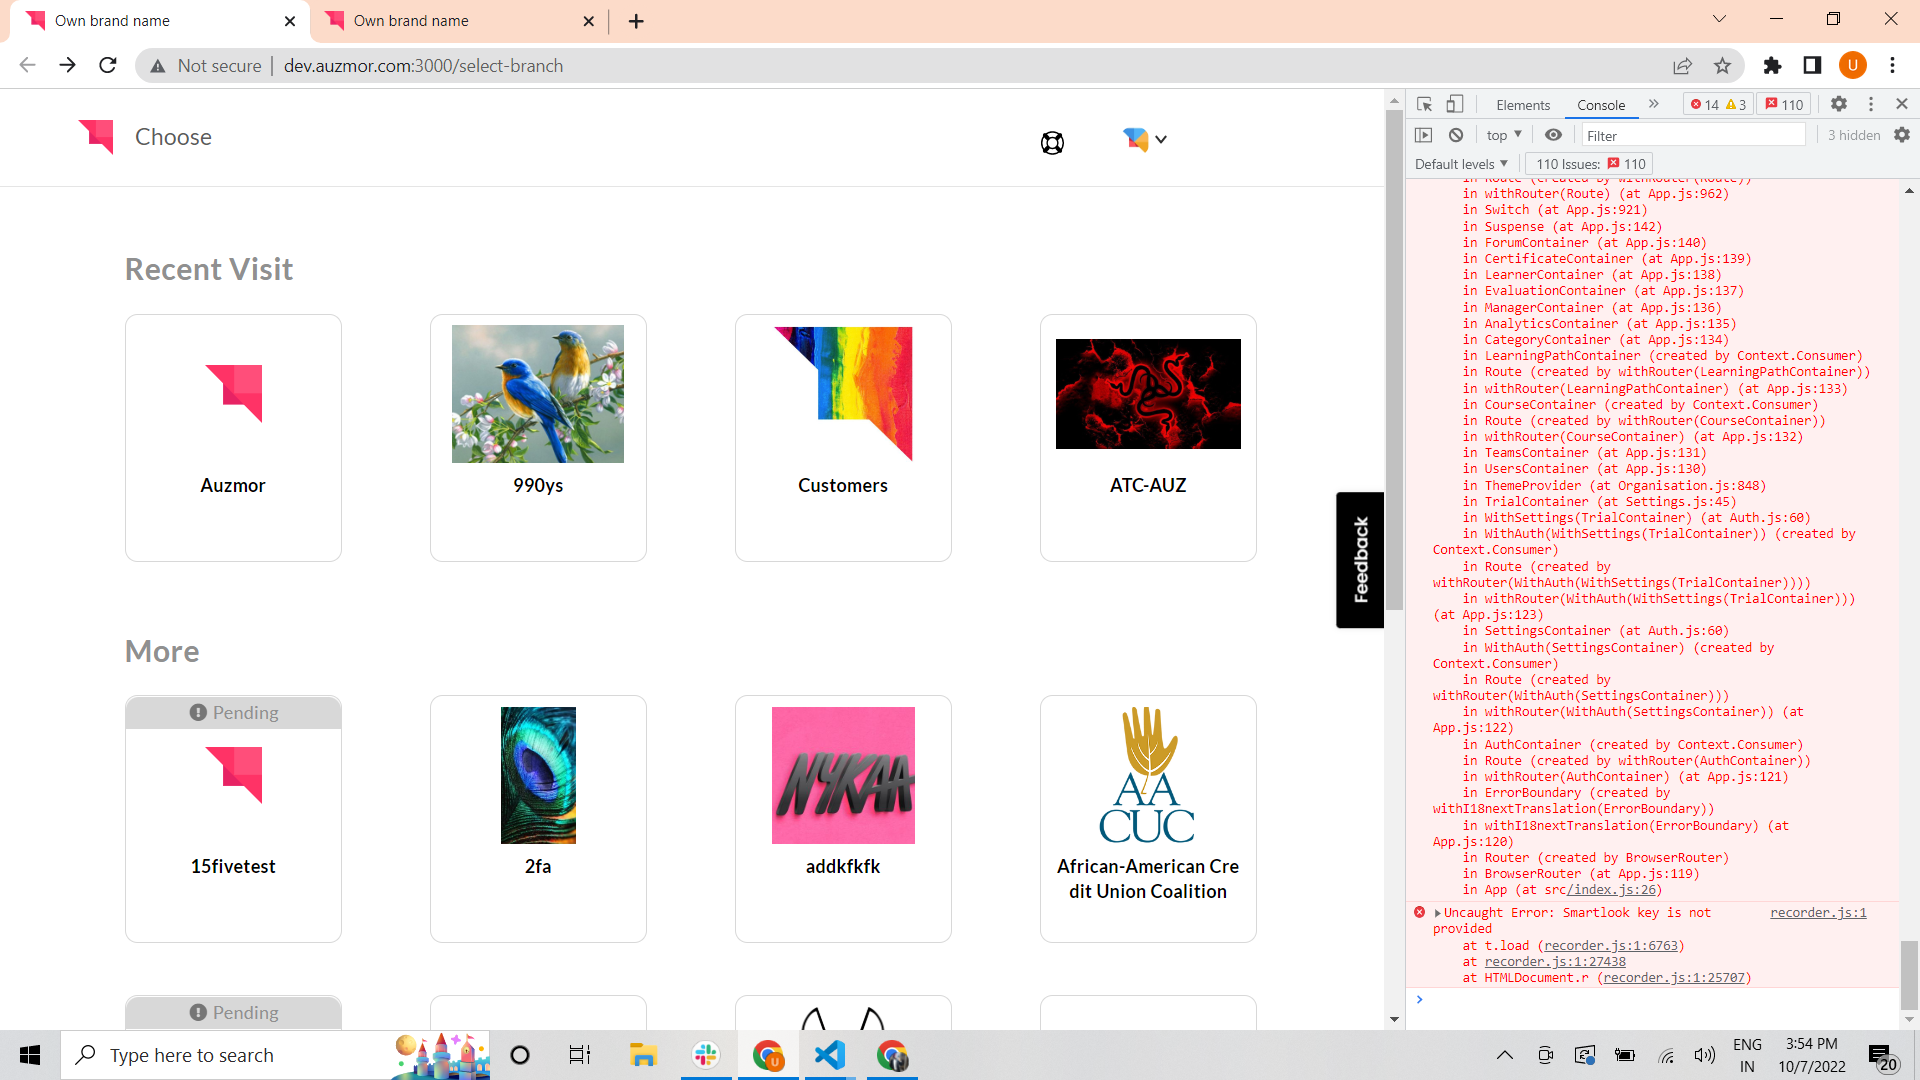 Own brand name
Own brand name
Not secure
dev.auzmor.com:3000/select-branch
U
Choose
Recent Visit
Auzmor
990ys
Customers
ATC-AUZ
Feedback
More
Pending
15fivetest
2fa
NYKAA
addkfkfk
AA
CUC
African-American Cre
dit Union Coalition
Pending
Elements
Console
14
3
110
top
Filter
3 hidden
Default levels
110 Issues:
110
in Route (created by withRouter(Route))
in withRouter(Route) (at App.js:962)
in Switch (at App.js:921)
in Suspense (at App.js:142)
in ForumContainer (at App.js:140)
in CertificateContainer (at App.js:139)
in LearnerContainer (at App.js:138)
in EvaluationContainer (at App.js:137)
in ManagerContainer (at App.js:136)
in AnalyticsContainer (at App.js:135)
in CategoryContainer (at App.js:134)
in LearningPathContainer (created by Context.Consumer)
in Route (created by withRouter(LearningPathContainer))
in withRouter(LearningPathContainer) (at App.js:133)
in CourseContainer (created by Context.Consumer)
in Route (created by withRouter(CourseContainer))
in withRouter(CourseContainer) (at App.js:132)
in TeamsContainer (at App.js:131)
in UsersContainer (at App.js:130)
in ThemeProvider (at Organisation.js:848)
in TrialContainer (at Settings.js:45)
in WithSettings(TrialContainer) (at Auth.js:60)
in WithAuth(WithSettings(TrialContainer)) (created by
Context.Consumer)
in Route (created by
withRouter(WithAuth(WithSettings(TrialContainer))))
in withRouter(WithAuth(WithSettings(TrialContainer)))
(at App.js:123)
in SettingsContainer (at Auth.js:60)
in WithAuth(SettingsContainer) (created by
Context.Consumer)
in Route (created by
withRouter(WithAuth(SettingsContainer)))
in withRouter(WithAuth(SettingsContainer)) (at
App.js:122)
in AuthContainer (created by Context.Consumer)
in Route (created by withRouter(AuthContainer))
in withRouter(AuthContainer) (at App.js:121)
in ErrorBoundary (created by
withI18nextTranslation(ErrorBoundary))
in withI18nextTranslation(ErrorBoundary) (at
App.js:120)
in Router (created by BrowserRouter)
in BrowserRouter (at App.js:119)
in App (at src/index.js:26)
Uncaught Error: Smartlook key is not recorder.js:1
provided
at t.load (recorder.js:1:6763)
at recorder.js:1:27438
at HTMLDocument.r (recorder.js:1:25707)
Type here to search
U
ENG
IN
3:54 PM
10/7/2022
20